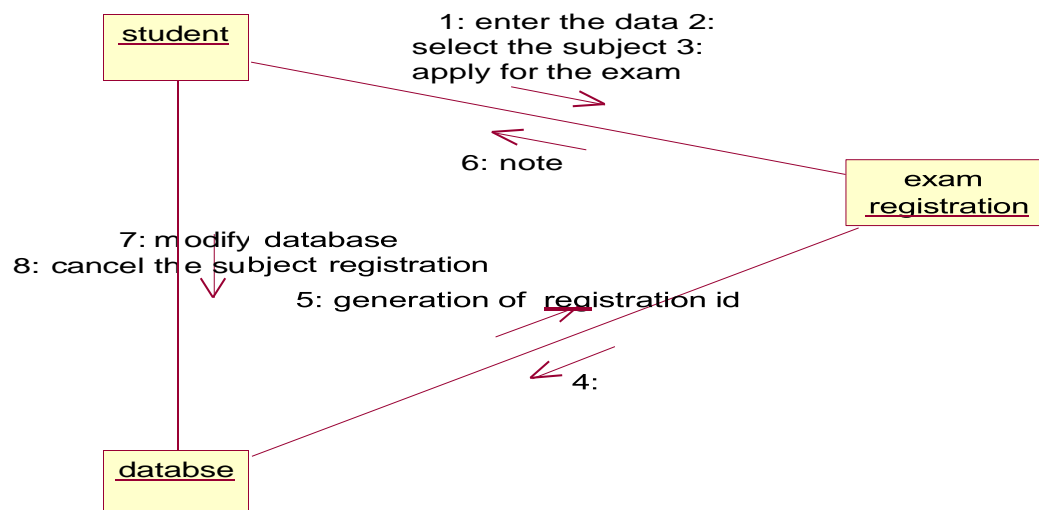 student
1: enter the data 2:
select the subject 3:
apply for the exam
6: note
exam
registration
7: modify database
8: cancel the subject registration
5: generation of registration id
4:
databse